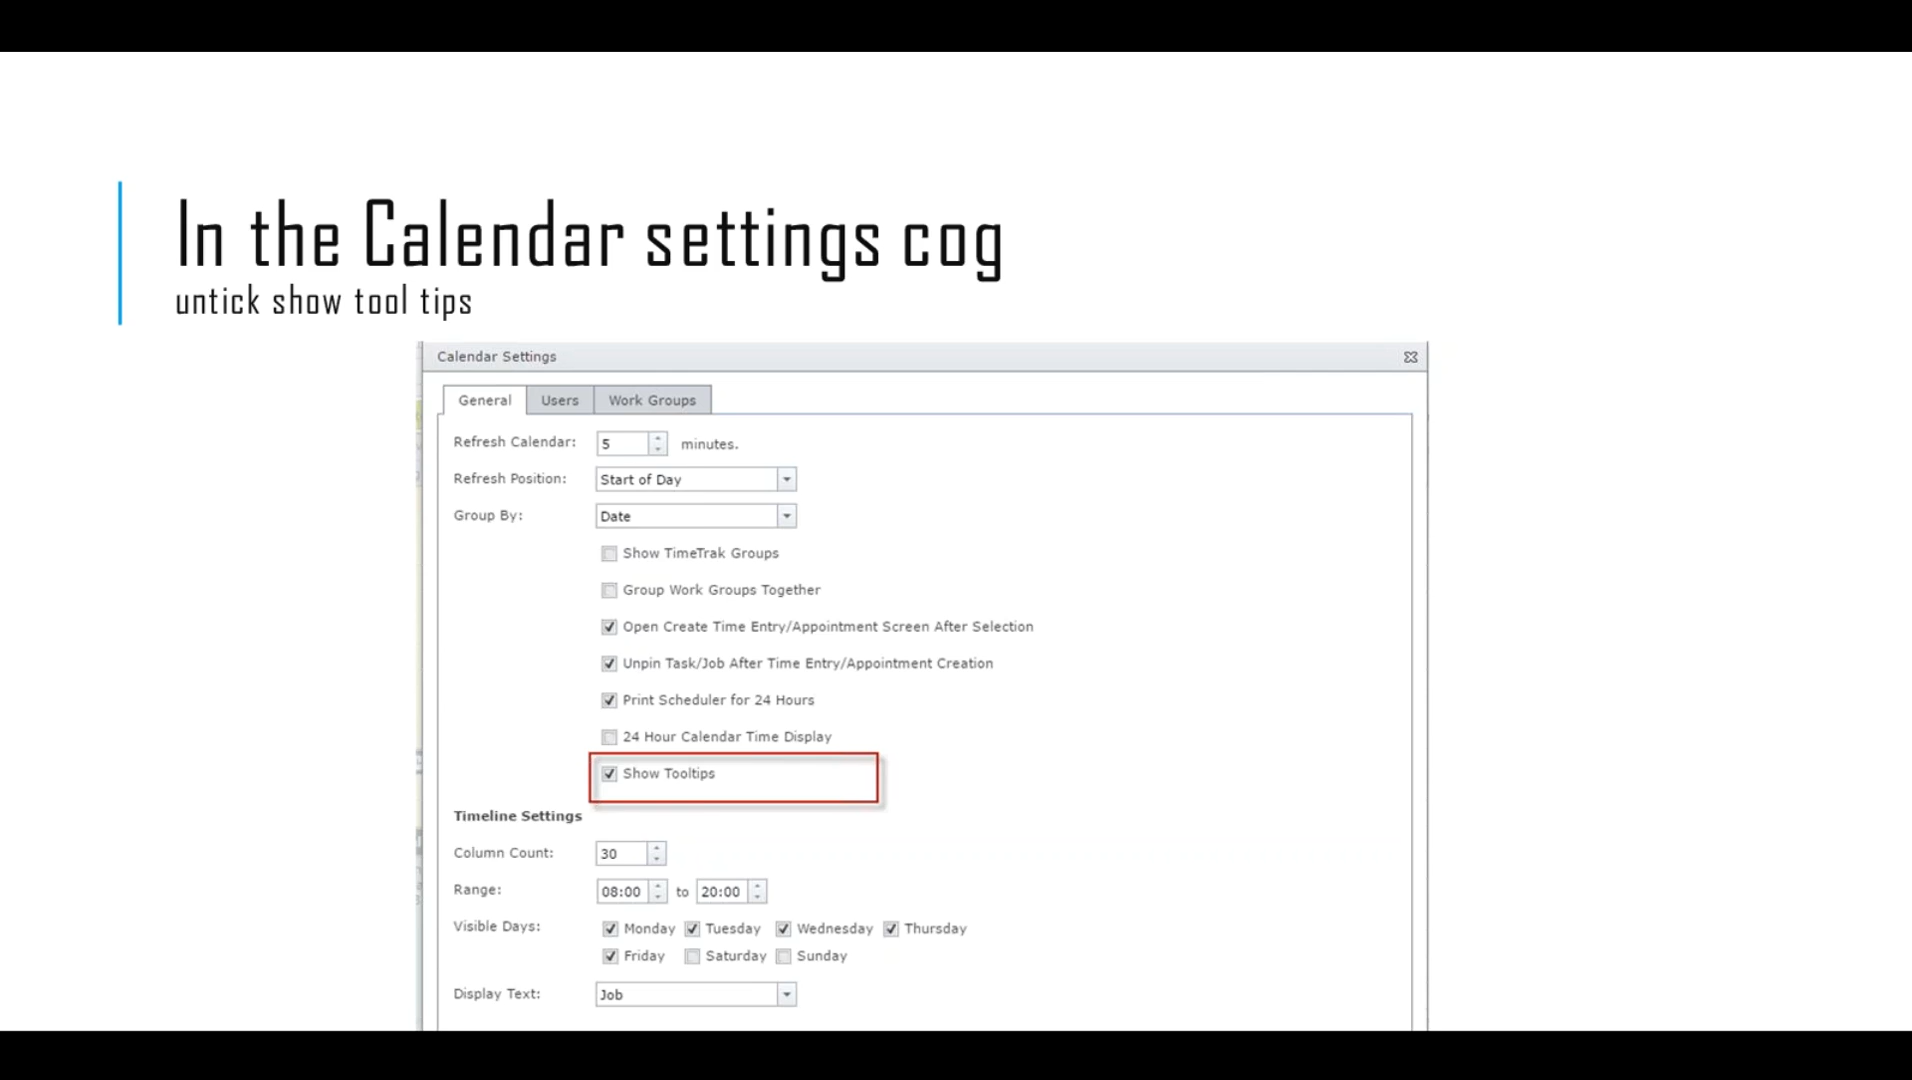 In the Calendar settings cog
untick show tool tips
Calendar Settings
General Users Work Groups
Refresh Calendar: 5 minutes.
Refresh Position: Start of Day
Group By: Date
Show TimeTrak Groups
Group Work Groups Together
Open Create Time Entry/Appointment Screen After Selection
Unpin Task/Job After Time Entry/Appointment Creation
Print Scheduler for 24 Hours
24 Hour Calendar Time Display
Show Tooltips
Timeline Settings
Column Count: 30
Range: 08:00 to 20:00
Visible Days: Monday Tuesday Wednesday Thursday
Friday Saturday Sunday
Display Text: Job